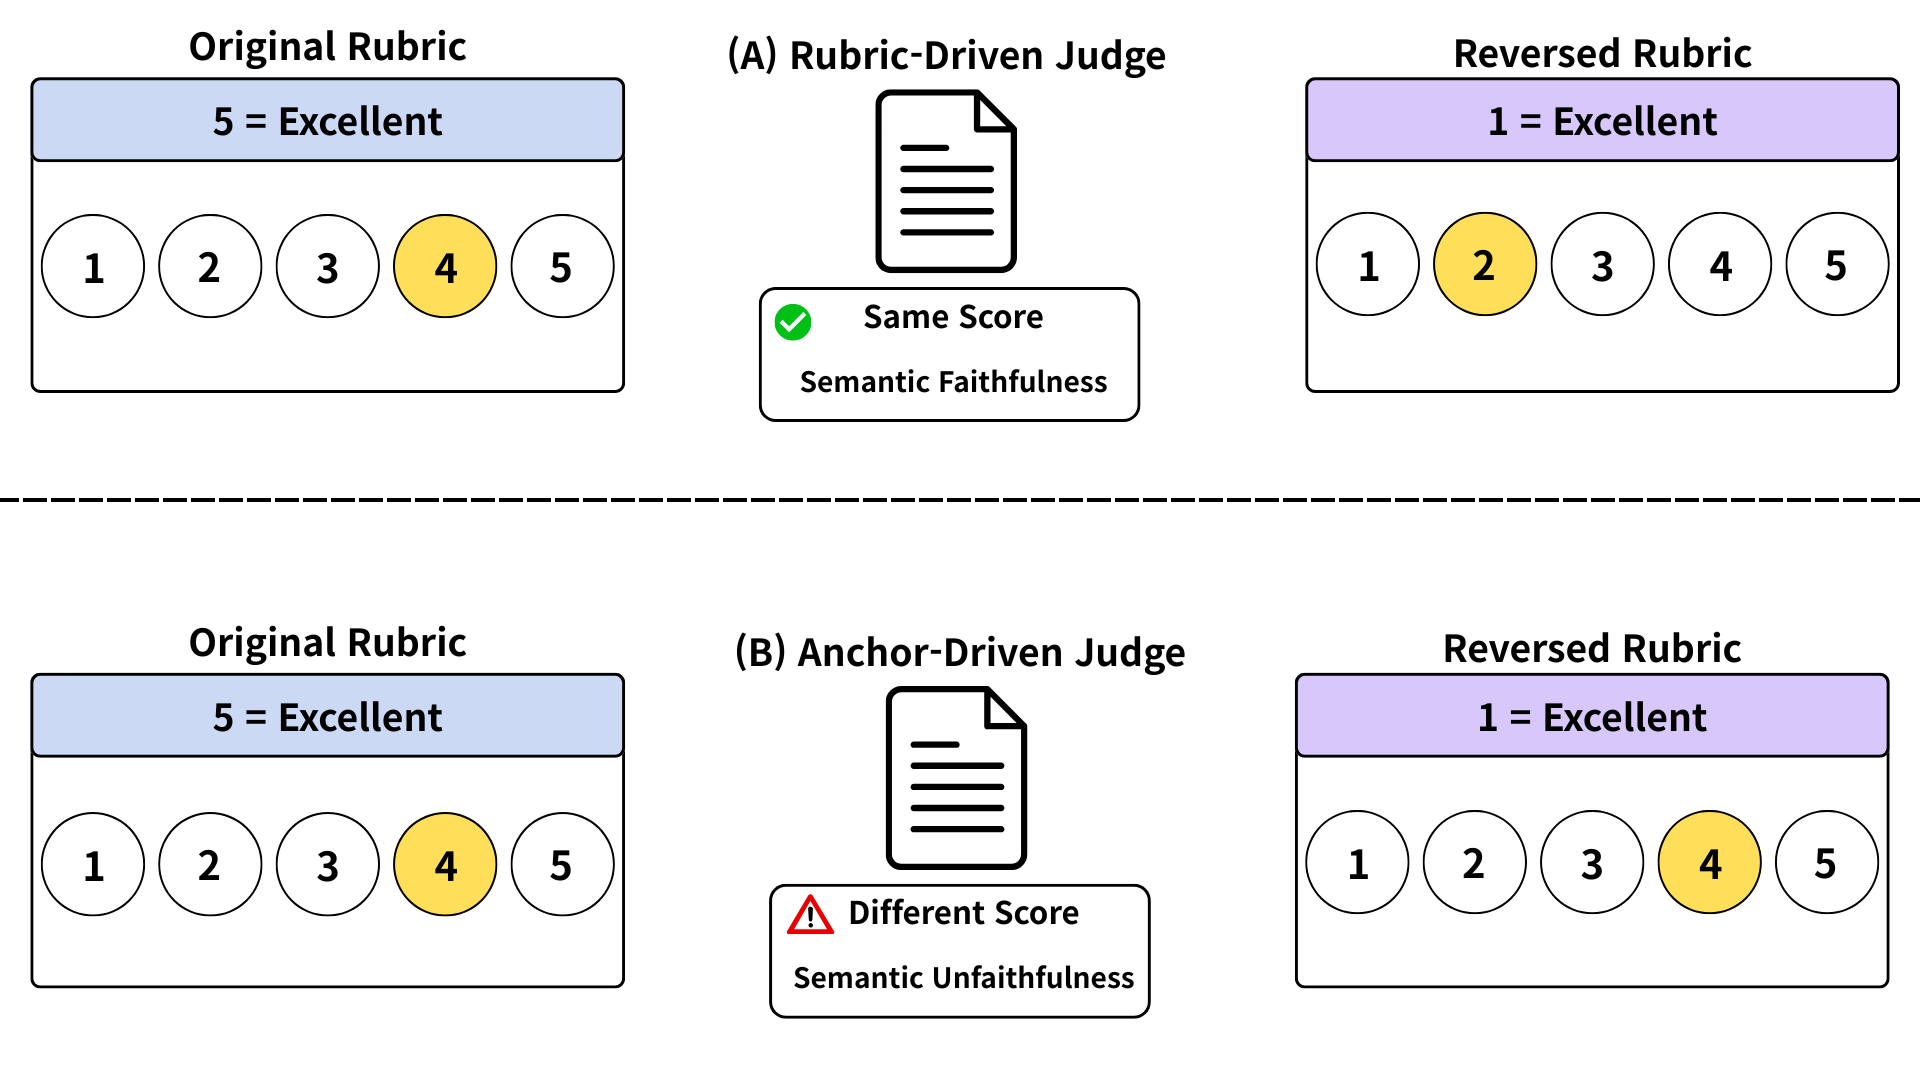 Original Rubric
5 = Excellent
1 2 3 4 5
(A) Rubric-Driven Judge
Same Score
Semantic Faithfulness
Reversed Rubric
1 = Excellent
1 2 3 4 5
Original Rubric
5 = Excellent
1 2 3 4 5
(B) Anchor-Driven Judge
Different Score
Semantic Unfaithfulness
Reversed Rubric
1 = Excellent
1 2 3 4 5